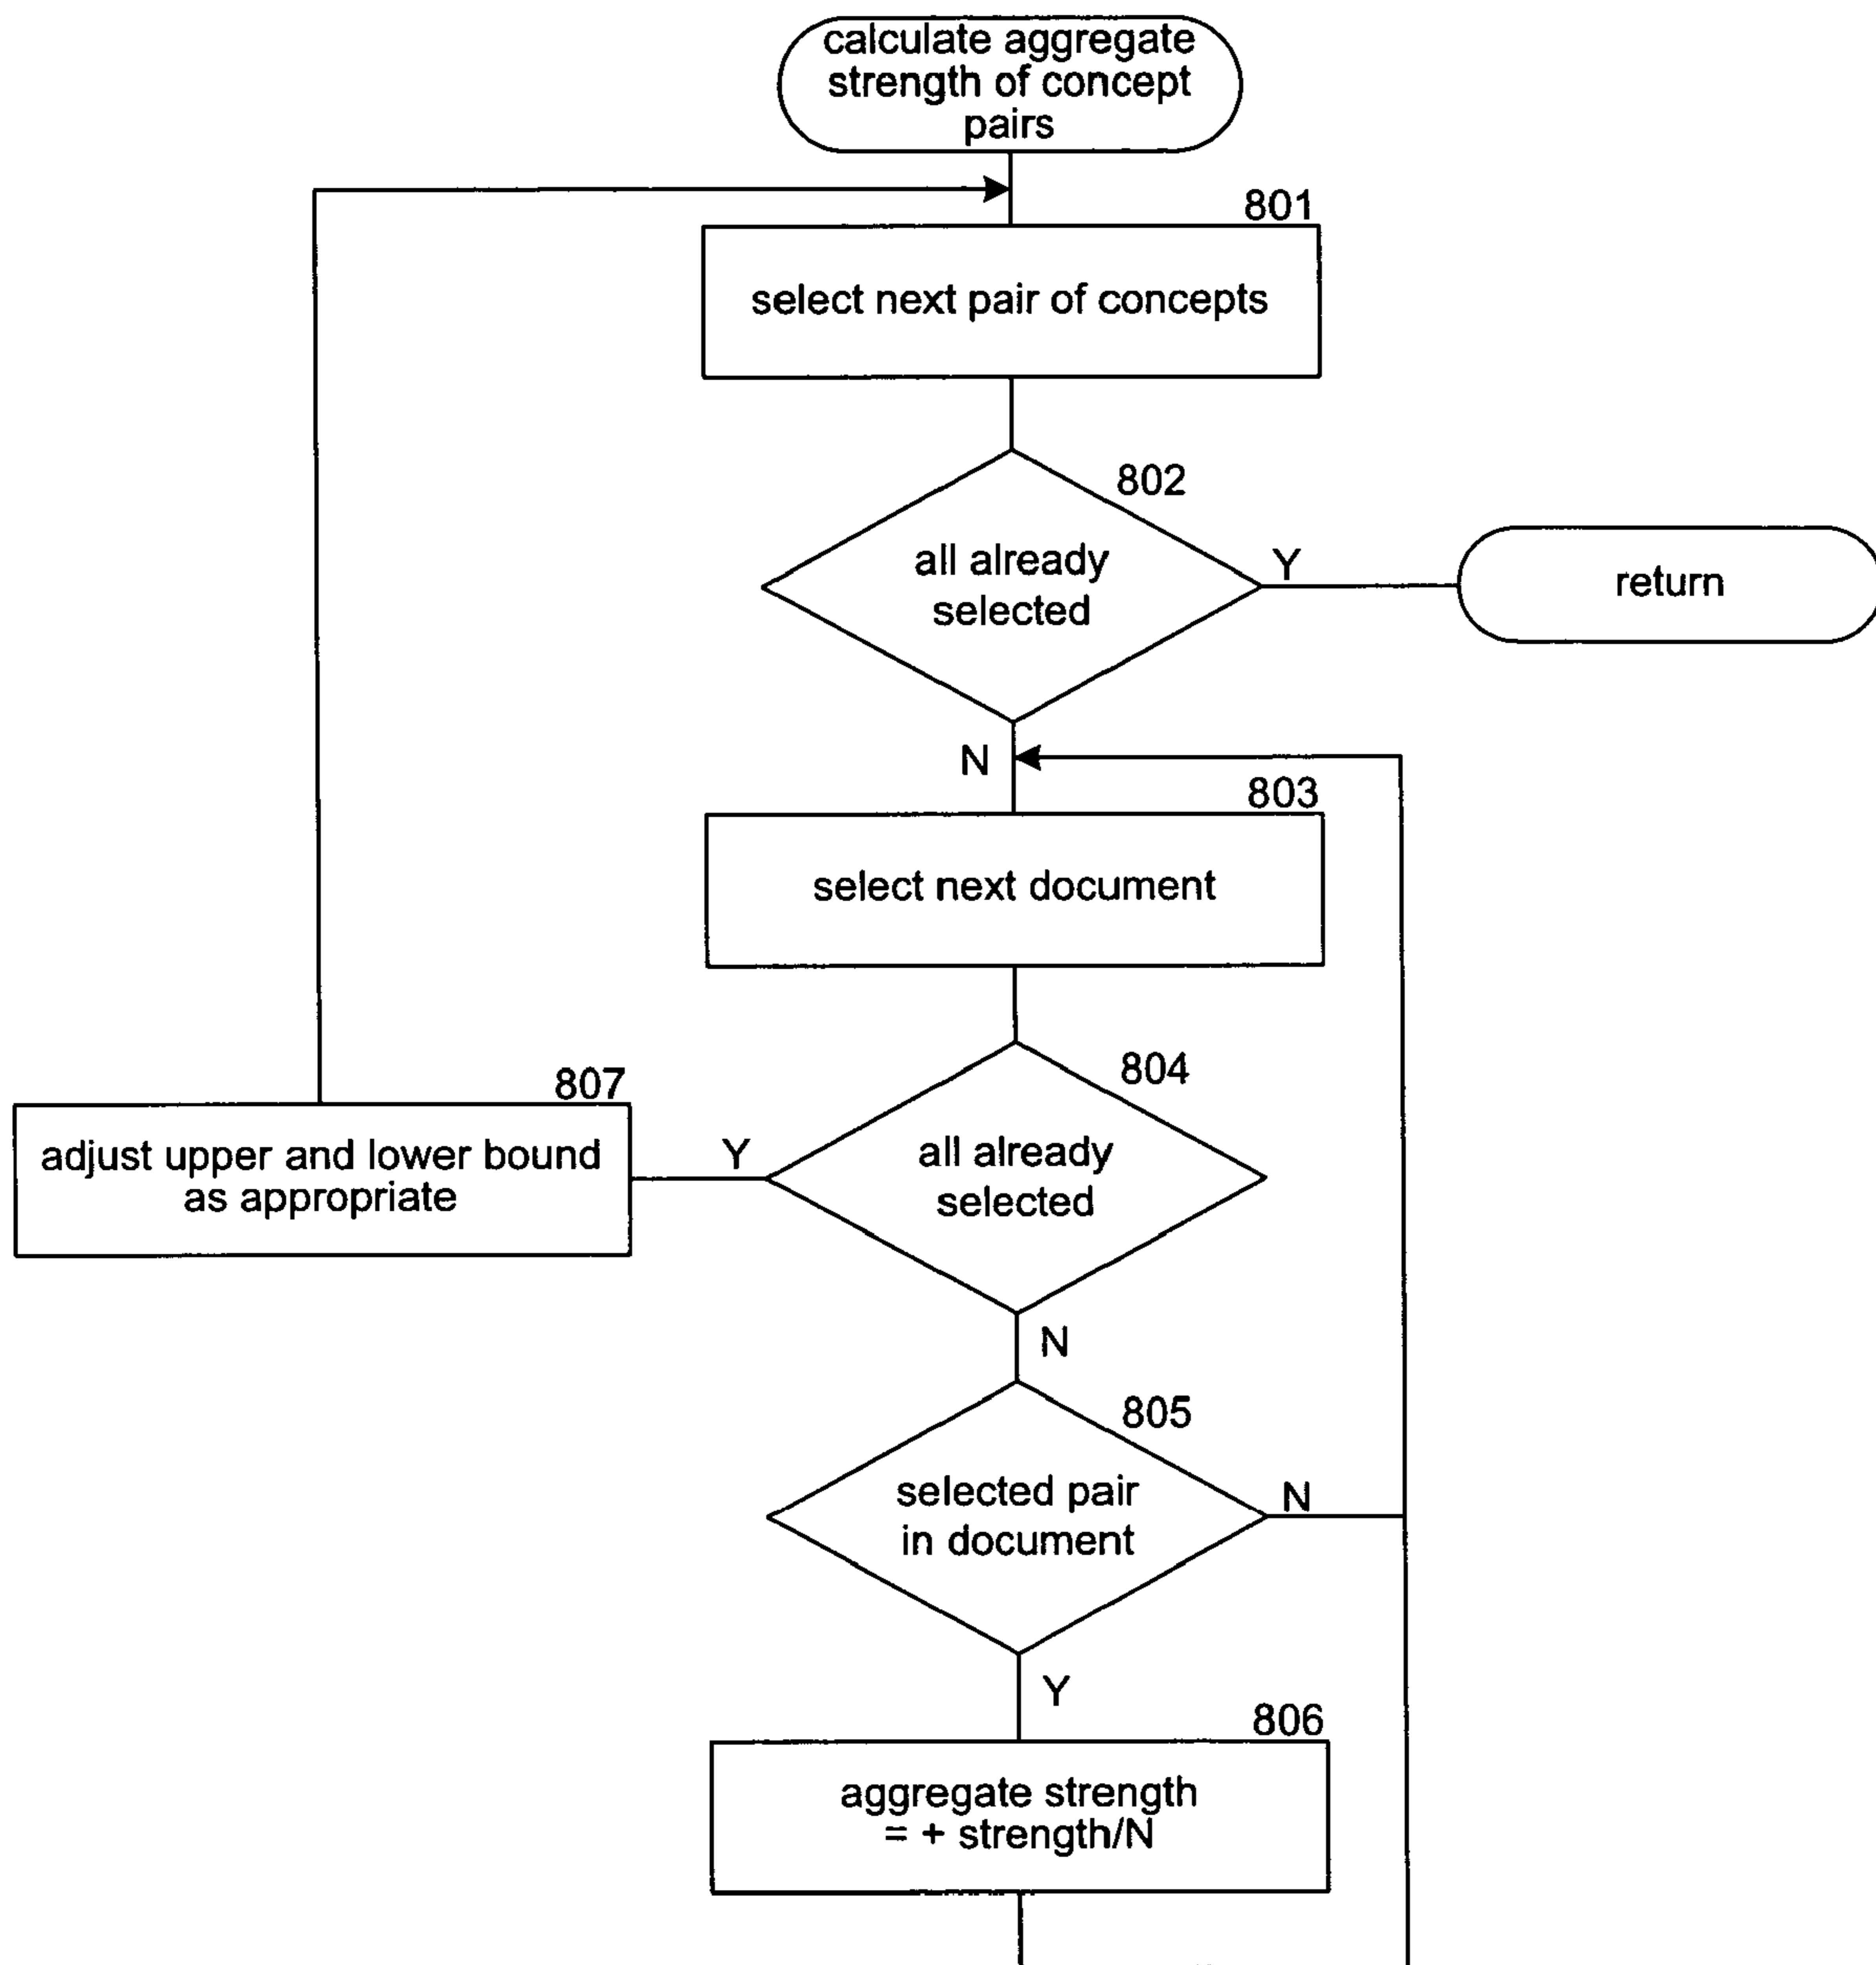 calculate aggregate
strength of concept
pairs
801
select next pair of concepts
802
all already
selected
Y
return
N
803
select next document
804
all already
selected
Y
807
adjust upper and lower bound
as appropriate
N
805
selected pair
in document
N
Y
806
aggregate strength
= + strength/N